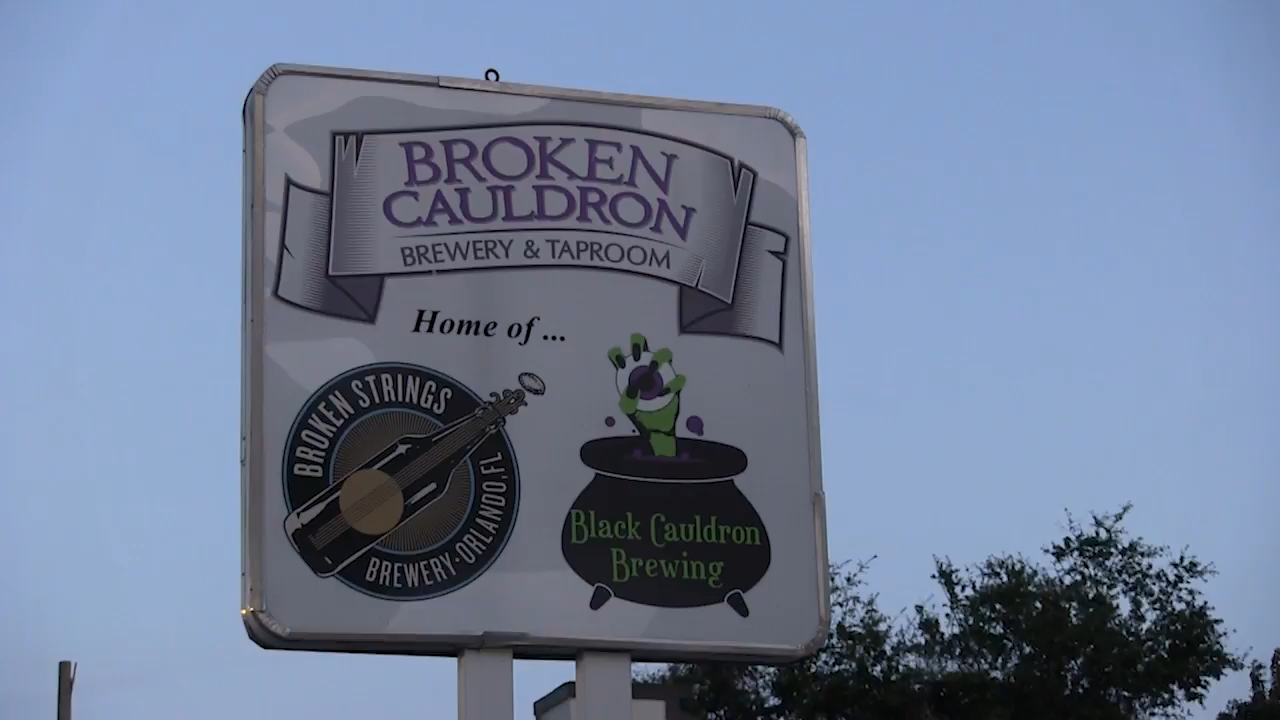 BROKEN
CAULDRON
BREWERY & TAPROOM
Home of ...
BROKEN STRINGS
BREWERY·ORLANDO,FL
Black Cauldron
Brewing